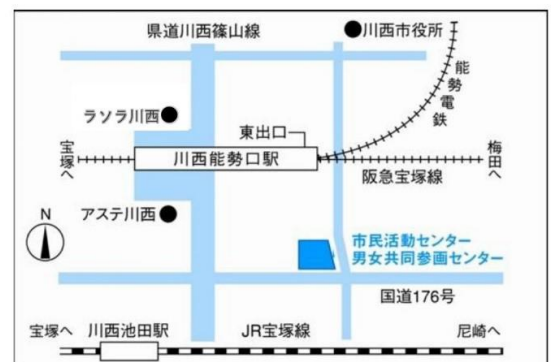 県道川西篠山線
川西市役所
能勢電鉄
ラソラ川西
東出口
宝塚へ
川西能勢口駅
梅田へ
阪急宝塚線
アステ川西
N
市民活動センター
男女共同参画センター
国道176号
宝塚へ
川西池田駅
JR宝塚線
尼崎へ